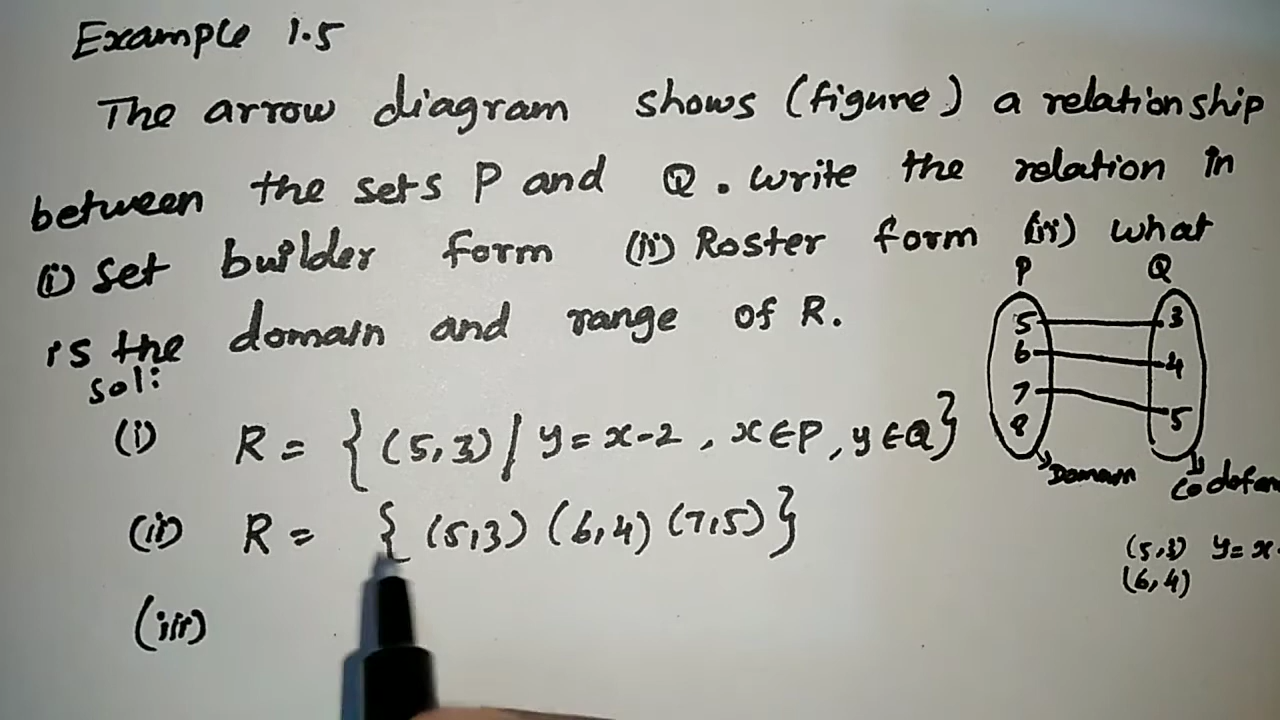 Example 1.5
The arrow diagram shows (figure) a relationship
between the sets P and Q. write the relation in
(i) Set builder form (ii) Roster form (iii) what
is the domain and range of R.
sol:
(i) R = { (5,3) / y = x-2 , x ∈ P , y ∈ Q }
(ii) R = { (5,3) (6,4) (7,5) }
(iii)
P Q
5 3
6 4
7 5
8
Domain
(5,3) y = x-
(6,4)